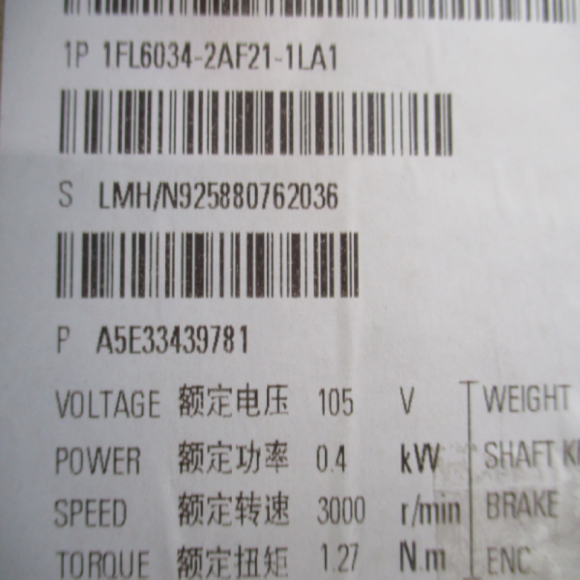 1P 1FL6034-2AF21-1LA1
S LMH/N925880762036
P A5E33439781
VOLTAGE 额定电压 105 V WEIGHT
POWER 额定功率 0.4 kW SHAFT K
SPEED 额定转速 3000 r/min BRAKE
TORQUE 额定扭矩 1.27 N.m ENC